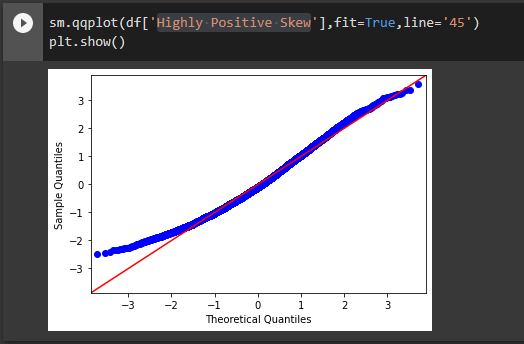 sm.qqplot(df['Highly Positive Skew'],fit=True,line='45')
plt.show()
3
2
1
0
−1
−2
−3
Sample Quantiles
−3 −2 −1 0 1 2 3
Theoretical Quantiles